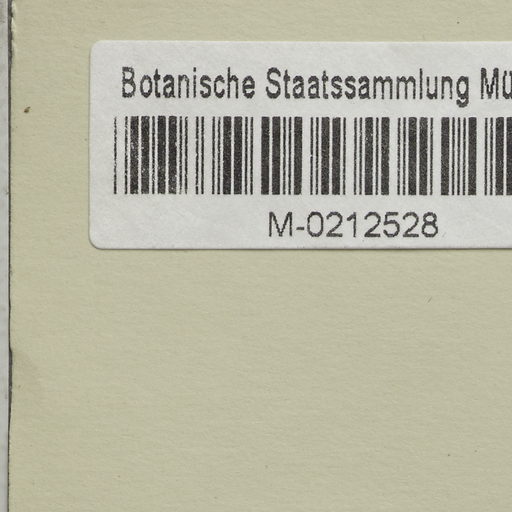 Botanische Staatssammlung Mü
M-0212528